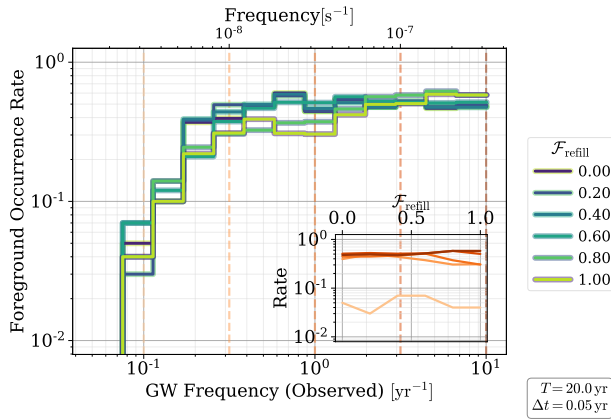 Frequency[s⁻¹]
10⁻⁸ 10⁻⁷
Foreground Occurrence Rate
10⁰
10⁻¹
10⁻²
10⁻¹ 10⁰ 10¹
GW Frequency (Observed) [yr⁻¹]
ℱrefill
0.0 0.5 1.0
Rate
10⁰
10⁻¹
10⁻²
ℱrefill
0.00
0.20
0.40
0.60
0.80
1.00
T = 20.0 yr
Δt = 0.05 yr